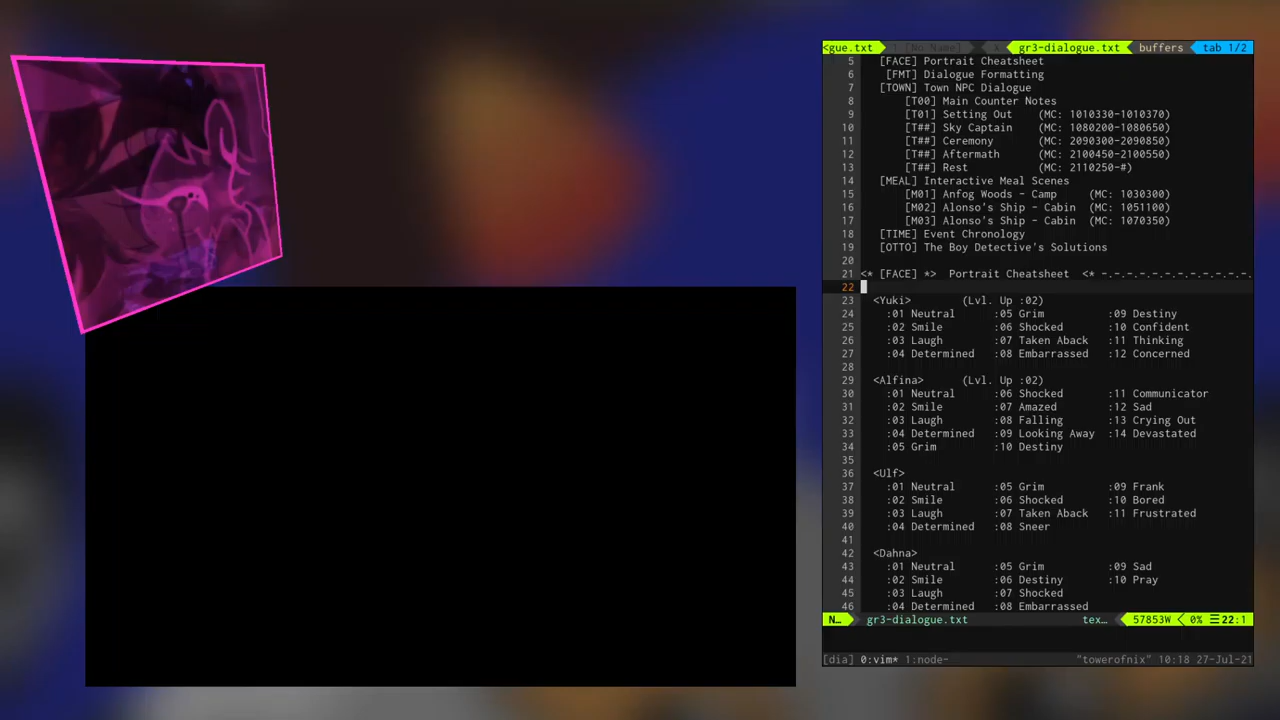 <gue.txt 1 [No Name] x gr3-dialogue.txt buffers tab 1/2
5 [FACE] Portrait Cheatsheet
6 [FMT] Dialogue Formatting
7 [TOWN] Town NPC Dialogue
8 [T00] Main Counter Notes
9 [T01] Setting Out (MC: 1010330-1010370)
10 [T##] Sky Captain (MC: 1080200-1080650)
11 [T##] Ceremony (MC: 2090300-2090850)
12 [T##] Aftermath (MC: 2100450-2100550)
13 [T##] Rest (MC: 2110250-#)
14 [MEAL] Interactive Meal Scenes
15 [M01] Anfog Woods - Camp (MC: 1030300)
16 [M02] Alonso's Ship - Cabin (MC: 1051100)
17 [M03] Alonso's Ship - Cabin (MC: 1070350)
18 [TIME] Event Chronology
19 [OTTO] The Boy Detective's Solutions
20
21 <* [FACE] *> Portrait Cheatsheet <* -.-.-.-.-.-.-.-.-.-.-.-.
22
23 <Yuki> (Lvl. Up :02)
24 :01 Neutral :05 Grim :09 Destiny
25 :02 Smile :06 Shocked :10 Confident
26 :03 Laugh :07 Taken Aback :11 Thinking
27 :04 Determined :08 Embarrassed :12 Concerned
28
29 <Alfina> (Lvl. Up :02)
30 :01 Neutral :06 Shocked :11 Communicator
31 :02 Smile :07 Amazed :12 Sad
32 :03 Laugh :08 Falling :13 Crying Out
33 :04 Determined :09 Looking Away :14 Devastated
34 :05 Grim :10 Destiny
35
36 <Ulf>
37 :01 Neutral :05 Grim :09 Frank
38 :02 Smile :06 Shocked :10 Bored
39 :03 Laugh :07 Taken Aback :11 Frustrated
40 :04 Determined :08 Sneer
41
42 <Dahna>
43 :01 Neutral :05 Grim :09 Sad
44 :02 Smile :06 Destiny :10 Pray
45 :03 Laugh :07 Shocked
46 :04 Determined :08 Embarrassed
N… gr3-dialogue.txt tex… 57853W 0% ☰22:1
[dia] 0:vim* 1:node- "towerofnix" 10:18 27-Jul-21